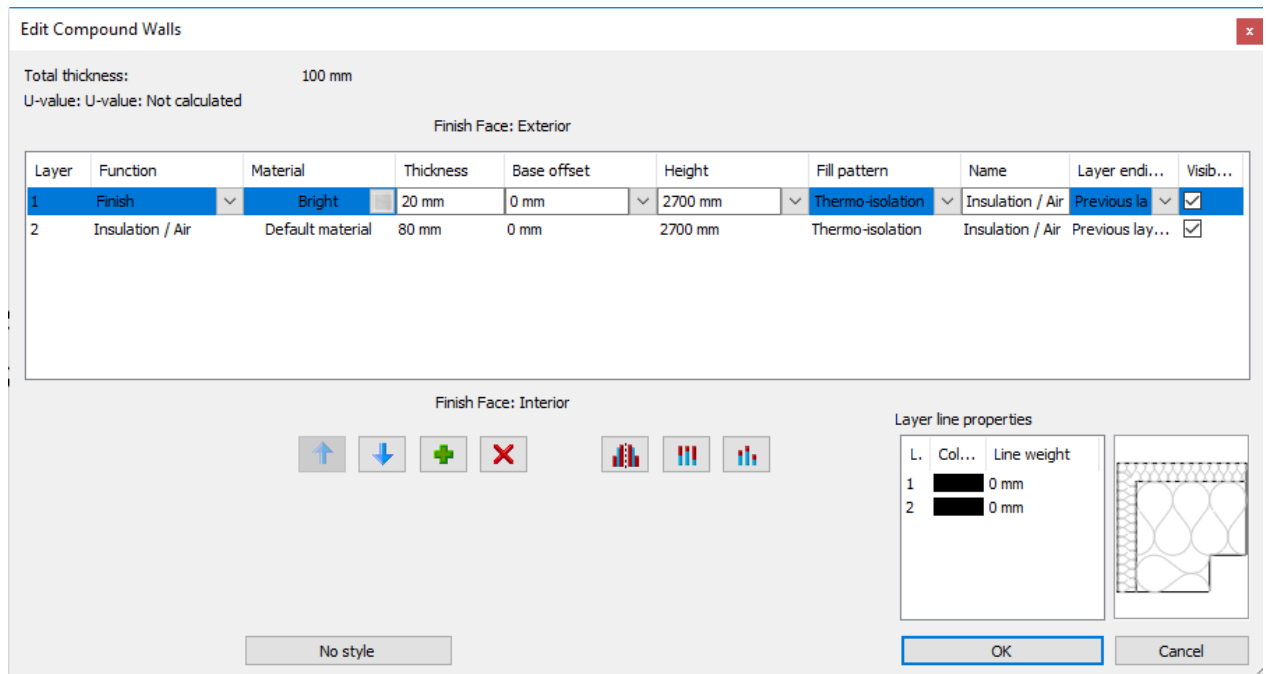 Edit Compound Walls
x
Total thickness: 100 mm
U-value: U-value: Not calculated
Finish Face: Exterior
Layer Function Material Thickness Base offset Height Fill pattern Name Layer endi... Visib...
1 Finish Bright 20 mm 0 mm 2700 mm Thermo-isolation Insulation / Air Previous la
2 Insulation / Air Default material 80 mm 0 mm 2700 mm Thermo-isolation Insulation / Air Previous lay...
Finish Face: Interior
Layer line properties
L. Col... Line weight
1 0 mm
2 0 mm
No style OK Cancel